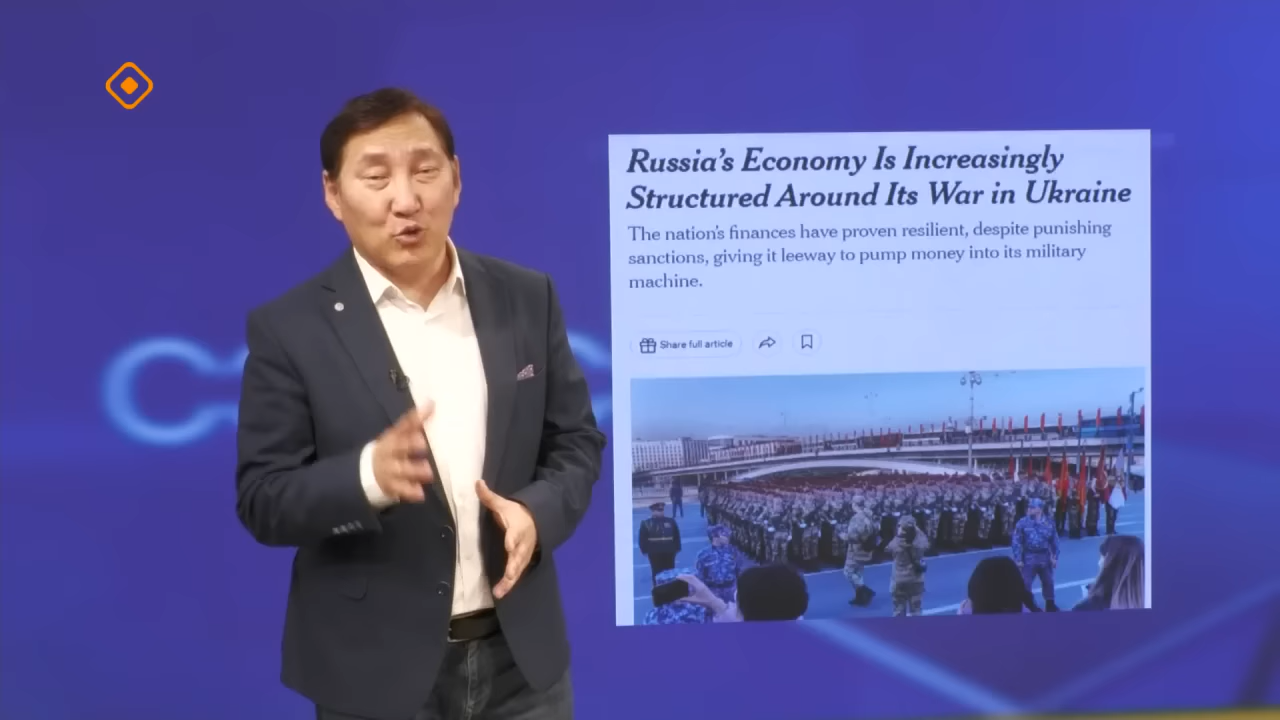 Russia's Economy Is Increasingly
Structured Around Its War in Ukraine
The nation's finances have proven resilient, despite punishing
sanctions, giving it leeway to pump money into its military
machine.
Share full article